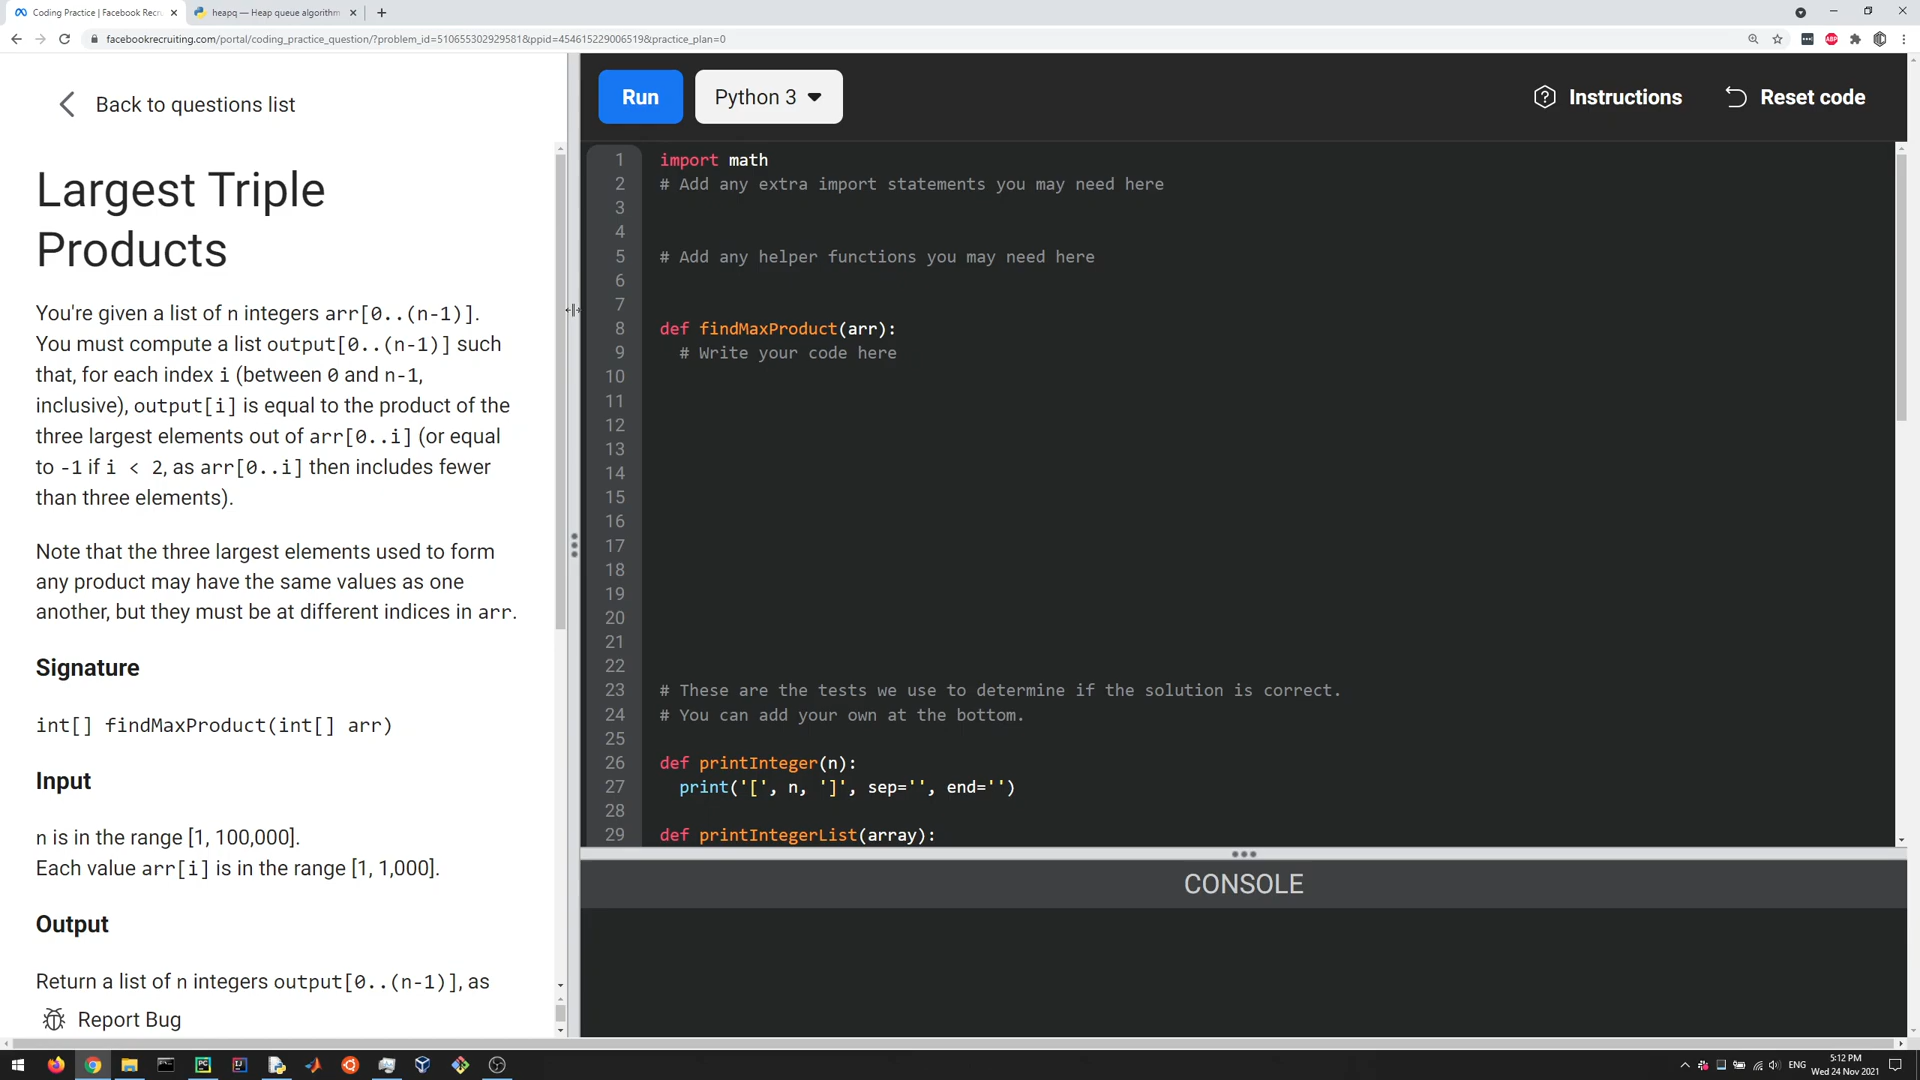 Coding Practice | Facebook Recru
heapq — Heap queue algorithm
facebookrecruiting.com/portal/coding_practice_question/?problem_id=510655302929581&ppid=454615229006519&practice_plan=0
Back to questions list
Largest Triple
Products
You're given a list of n integers arr[0..(n-1)].
You must compute a list output[0..(n-1)] such
that, for each index i (between 0 and n-1,
inclusive), output[i] is equal to the product of the
three largest elements out of arr[0..i] (or equal
to -1 if i < 2, as arr[0..i] then includes fewer
than three elements).
Note that the three largest elements used to form
any product may have the same values as one
another, but they must be at different indices in arr.
Signature
int[] findMaxProduct(int[] arr)
Input
n is in the range [1, 100,000].
Each value arr[i] is in the range [1, 1,000].
Output
Return a list of n integers output[0..(n-1)], as
Report Bug
Run
Python 3
Instructions
Reset code
1 import math
2 # Add any extra import statements you may need here
3
4
5 # Add any helper functions you may need here
6
7
8 def findMaxProduct(arr):
9 # Write your code here
10
11
12
13
14
15
16
17
18
19
20
21
22
23 # These are the tests we use to determine if the solution is correct.
24 # You can add your own at the bottom.
25
26 def printInteger(n):
27 print('[', n, ']', sep='', end='')
28
29 def printIntegerList(array):
CONSOLE
ABP
PC
IJ
ENG
5:12 PM
Wed 24 Nov 2021